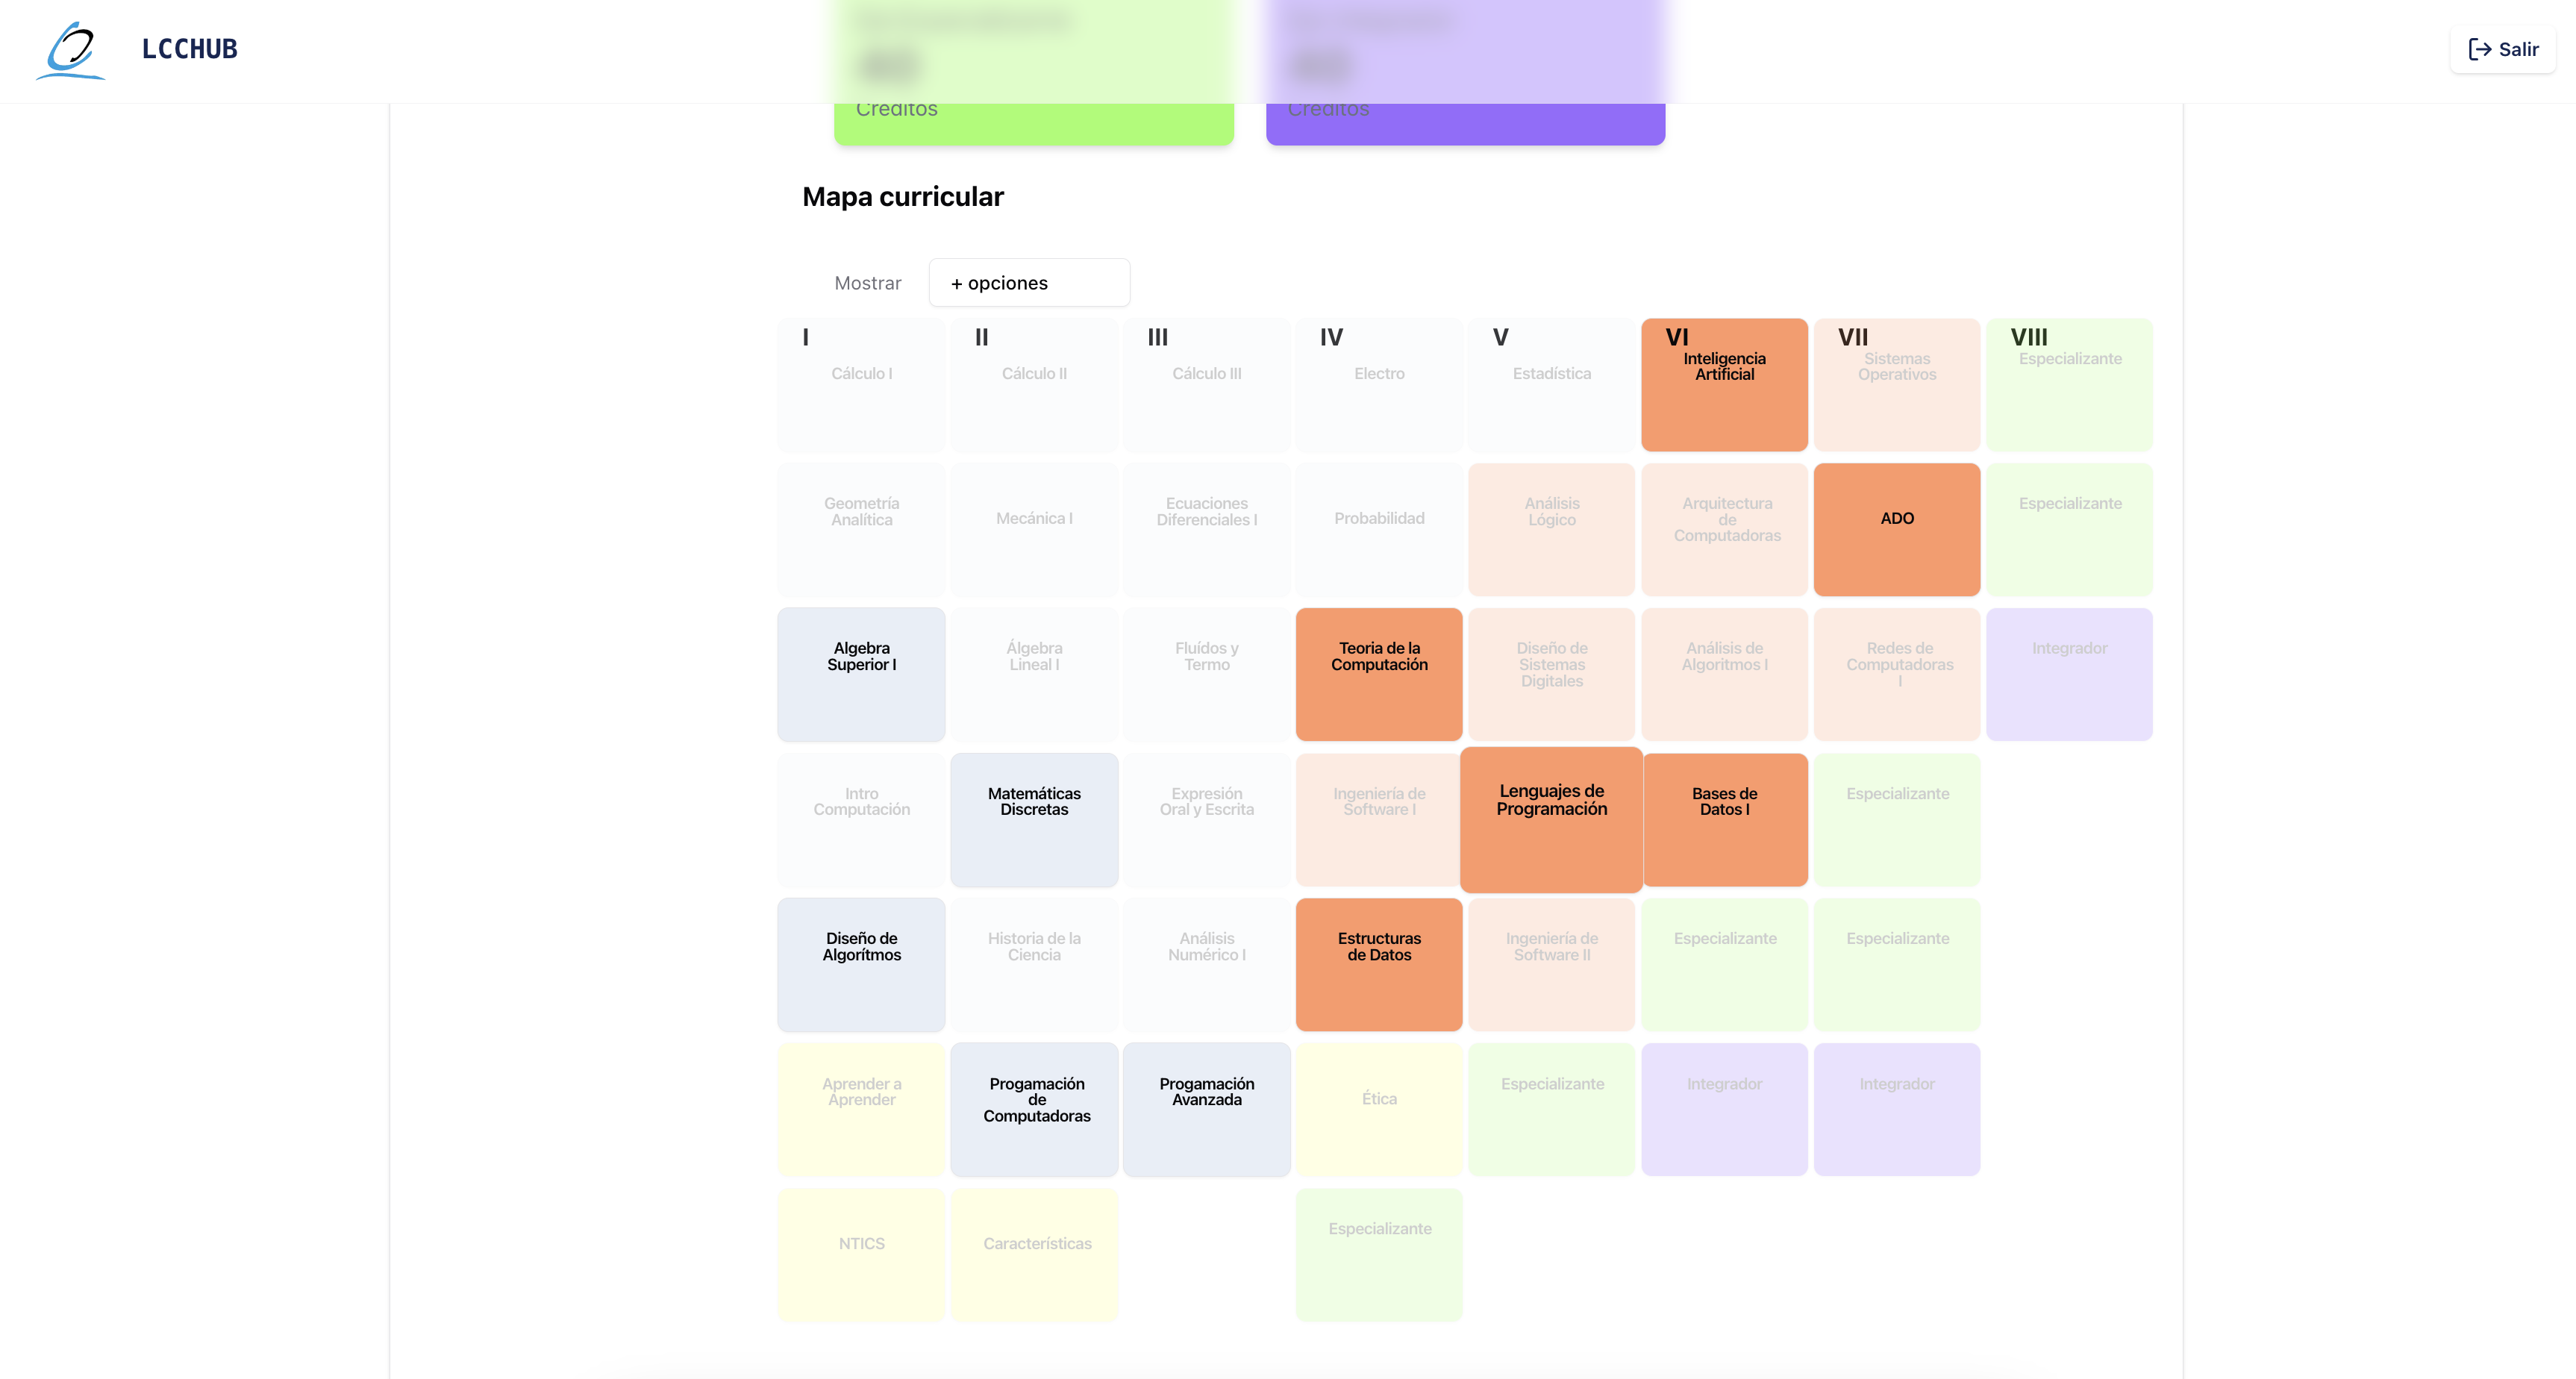 LCCHUB
Salir
Créditos
Créditos
Mapa curricular
Mostrar
+ opciones
I
II
III
IV
V
VI
VII
VIII
Cálculo I
Cálculo II
Cálculo III
Electro
Estadística
Inteligencia
Artificial
Sistemas
Operativos
Especializante
Geometría
Analítica
Mecánica I
Ecuaciones
Diferenciales I
Probabilidad
Análisis
Lógico
Arquitectura
de
Computadoras
ADO
Especializante
Algebra
Superior I
Álgebra
Lineal I
Fluídos y
Termo
Teoria de la
Computación
Diseño de
Sistemas
Digitales
Análisis de
Algoritmos I
Redes de
Computadoras
I
Integrador
Intro
Computación
Matemáticas
Discretas
Expresión
Oral y Escrita
Ingeniería de
Software I
Lenguajes de
Programación
Bases de
Datos I
Especializante
Diseño de
Algorítmos
Historia de la
Ciencia
Análisis
Numérico I
Estructuras
de Datos
Ingeniería de
Software II
Especializante
Especializante
Aprender a
Aprender
Progamación
de
Computadoras
Progamación
Avanzada
Ética
Especializante
Integrador
Integrador
NTICS
Características
Especializante